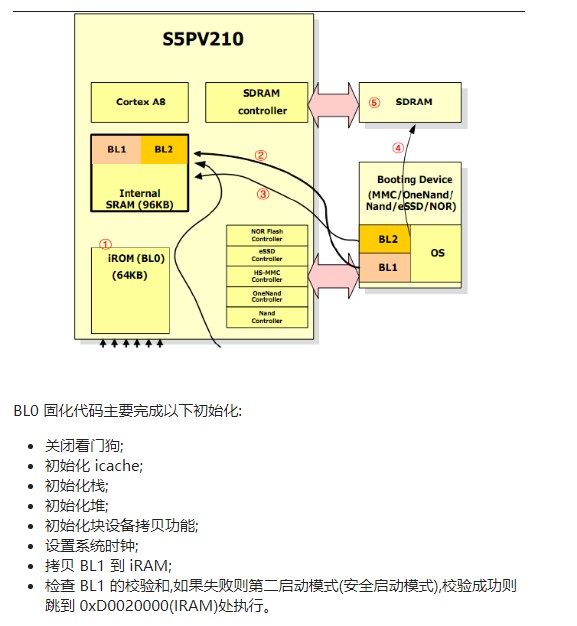 S5PV210
Cortex A8
SDRAM
controller
⑤
SDRAM
BL1
BL2
Internal
SRAM (96KB)
②
③
④
Booting Device
(MMC/OneNand/
Nand/eSSD/NOR)
BL2
BL1
OS
①
iROM (BL0)
(64KB)
NOR Flash
Controller
eSSD
Controller
HS-MMC
Controller
OneNand
Controller
Nand
Controller
BL0 固化代码主要完成以下初始化:
• 关闭看门狗;
• 初始化 icache;
• 初始化栈;
• 初始化堆;
• 初始化块设备拷贝功能;
• 设置系统时钟;
• 拷贝 BL1 到 iRAM;
• 检查 BL1 的校验和,如果失败则第二启动模式(安全启动模式),校验成功则
跳到 0xD0020000(IRAM)处执行。